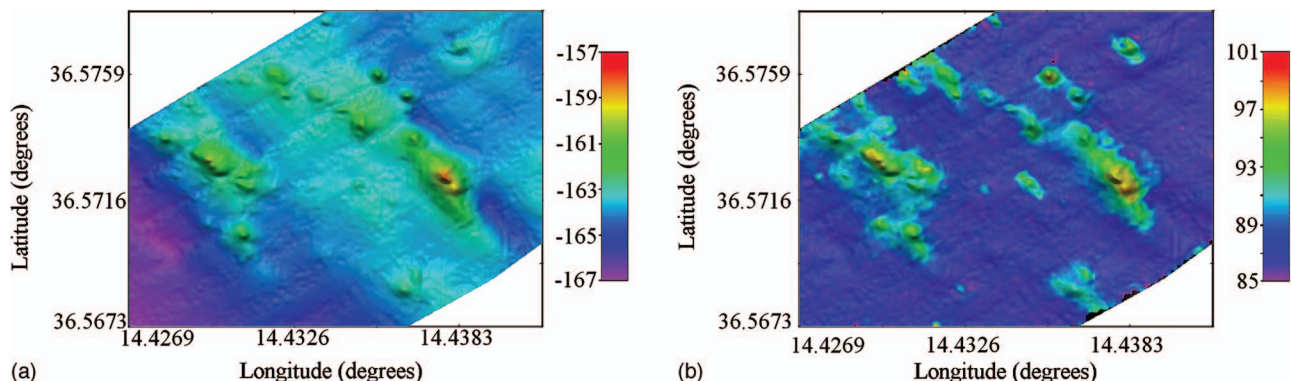 Latitude (degrees)
36.5759
36.5716
36.5673
14.4269 14.4326 14.4383
Longitude (degrees)
(a)
-157
-159
-161
-163
-165
-167
Latitude (degrees)
36.5759
36.5716
36.5673
14.4269 14.4326 14.4383
Longitude (degrees)
(b)
101
97
93
89
85